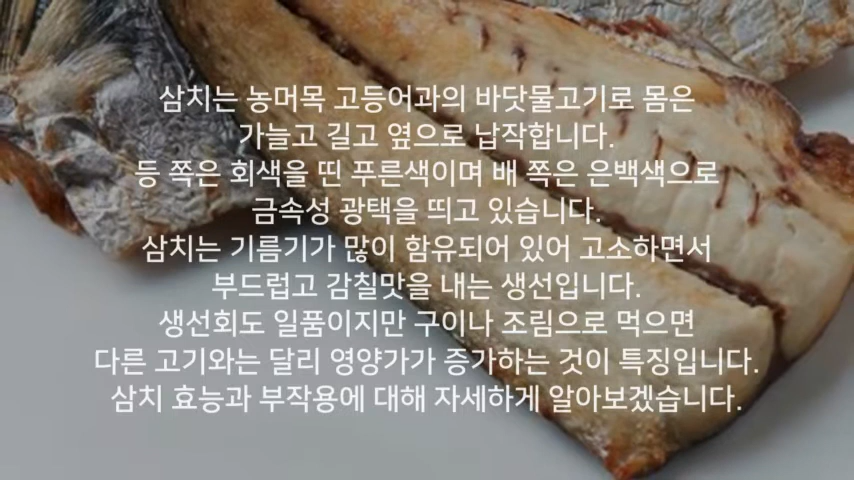 삼치는 농머목 고등어과의 바닷물고기로 몸은
가늘고 길고 옆으로 납작합니다.
등 쪽은 회색을 띤 푸른색이며 배 쪽은 은백색으로
금속성 광택을 띄고 있습니다.
삼치는 기름기가 많이 함유되어 있어 고소하면서
부드럽고 감칠맛을 내는 생선입니다.
생선회도 일품이지만 구이나 조림으로 먹으면
다른 고기와는 달리 영양가가 증가하는 것이 특징입니다.
삼치 효능과 부작용에 대해 자세하게 알아보겠습니다.